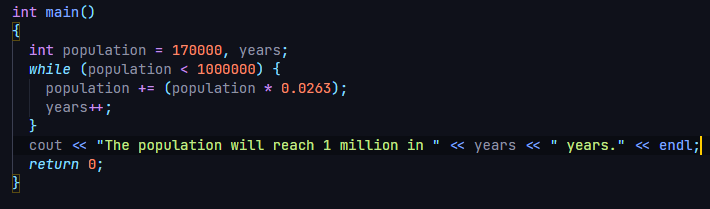 int main()
{
int population = 170000, years;
while (population < 1000000) {
population += (population * 0.0263);
years++;
}
cout << "The population will reach 1 million in " << years << " years." << endl;
return 0;
}